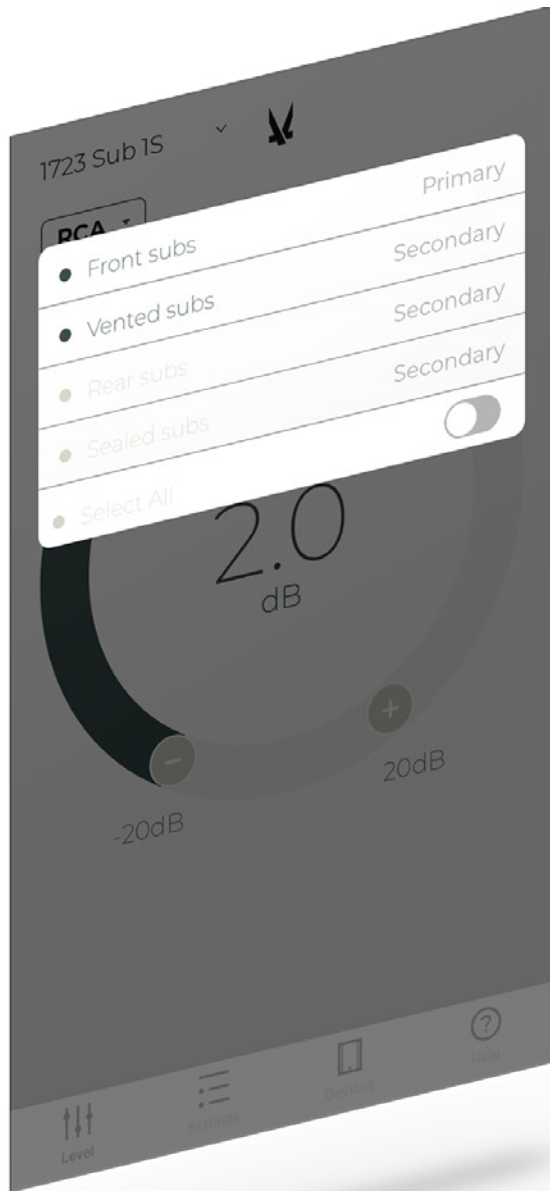 1723 Sub 1S
RCA
Front subs Primary
Vented subs Secondary
Rear subs Secondary
Sealed subs Secondary
Select All
2.0
dB
-20dB 20dB
Level Settings Devices Help